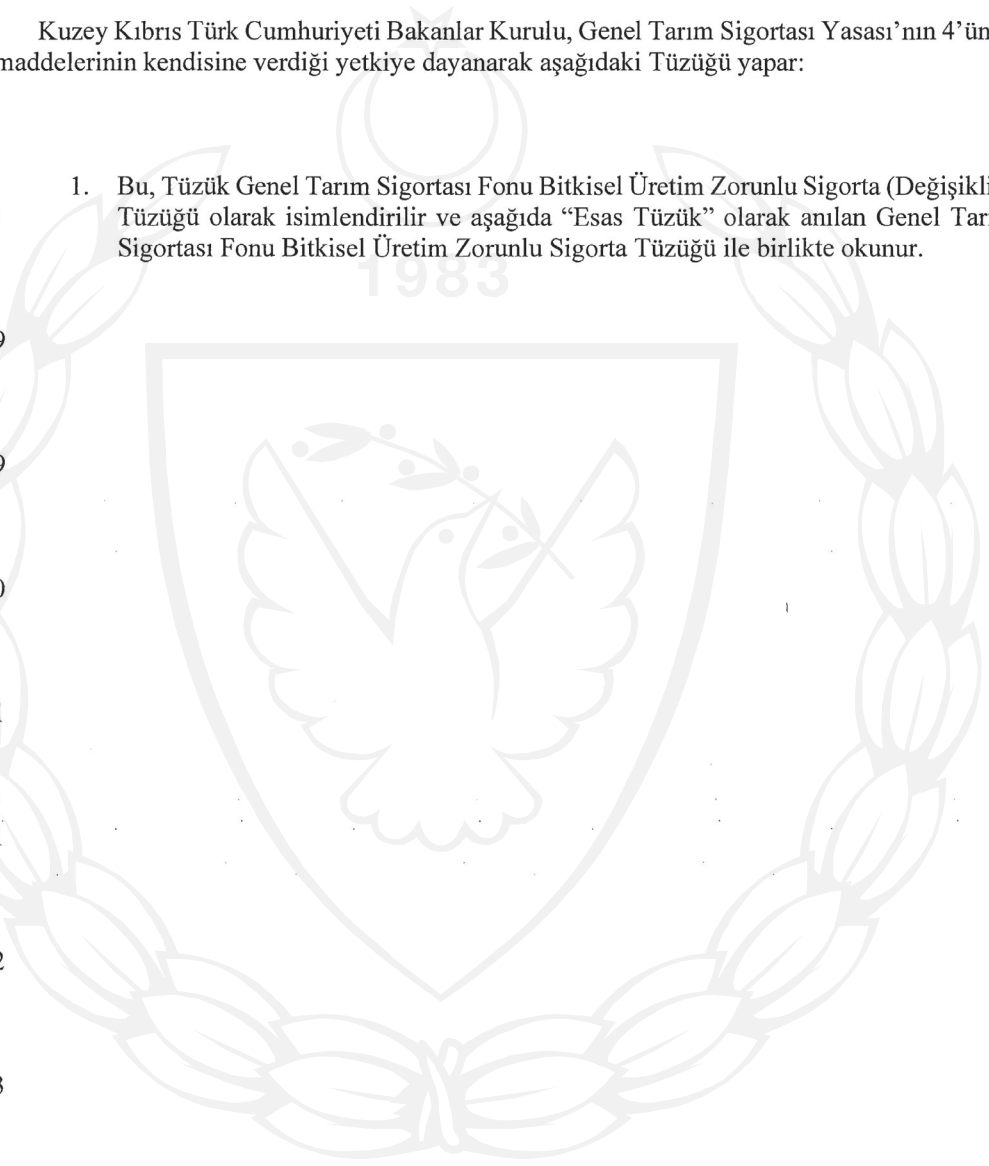 Kuzey Kıbrıs Türk Cumhuriyeti Bakanlar Kurulu, Genel Tarım Sigortası Yasası’nın 4’ün
maddelerinin kendisine verdiği yetkiye dayanarak aşağıdaki Tüzüğü yapar:
1. Bu, Tüzük Genel Tarım Sigortası Fonu Bitkisel Üretim Zorunlu Sigorta (Değişikli
Tüzüğü olarak isimlendirilir ve aşağıda “Esas Tüzük” olarak anılan Genel Tar
Sigortası Fonu Bitkisel Üretim Zorunlu Sigorta Tüzüğü ile birlikte okunur.
1983